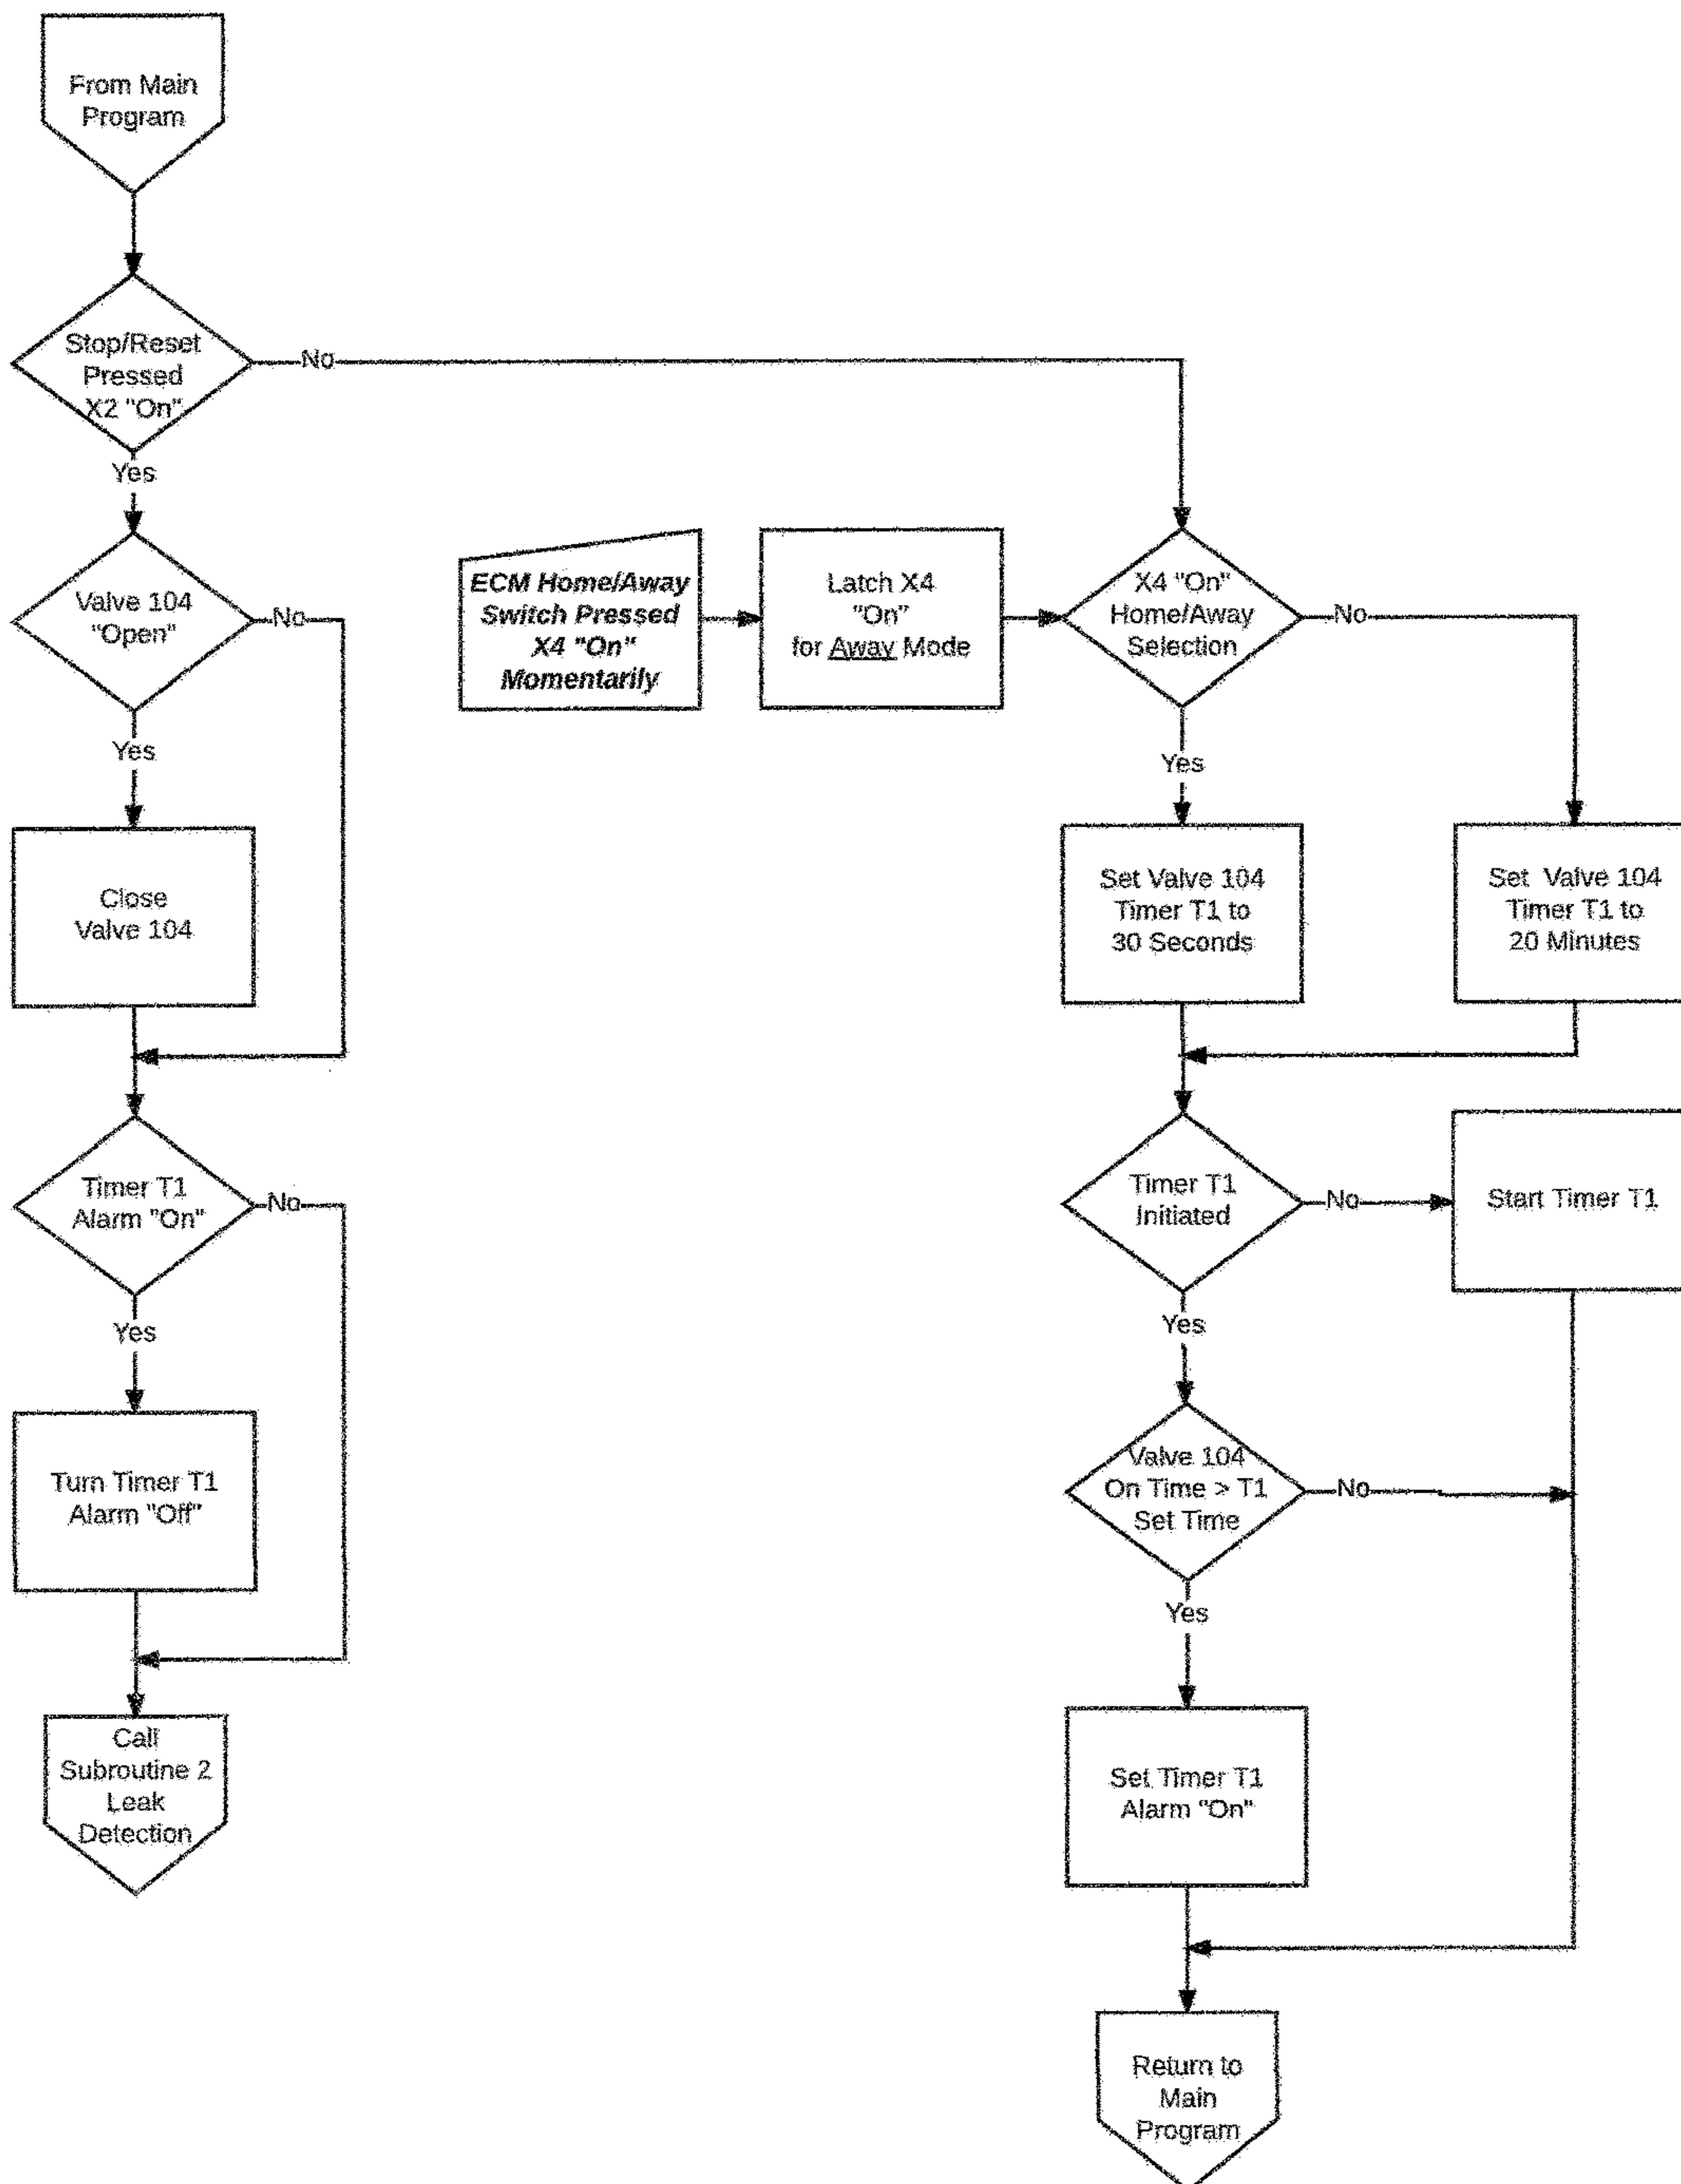 From Main
Program
Stop/Reset
Pressed
X2 "On"
No
Yes
Valve 104
"Open"
No
Yes
Close
Valve 104
Timer T1
Alarm "On"
No
Yes
Turn Timer T1
Alarm "Off"
Call
Subroutine 2
Leak
Detection
ECM Home/Away
Switch Pressed
X4 "On"
Momentarily
Latch X4
"On"
for Away Mode
X4 "On"
Home/Away
Selection
No
Yes
Set Valve 104
Timer T1 to
30 Seconds
Set Valve 104
Timer T1 to
20 Minutes
Timer T1
Initiated
No
Start Timer T1
Yes
Valve 104
On Time > T1
Set Time
No
Yes
Set Timer T1
Alarm "On"
Return to
Main
Program